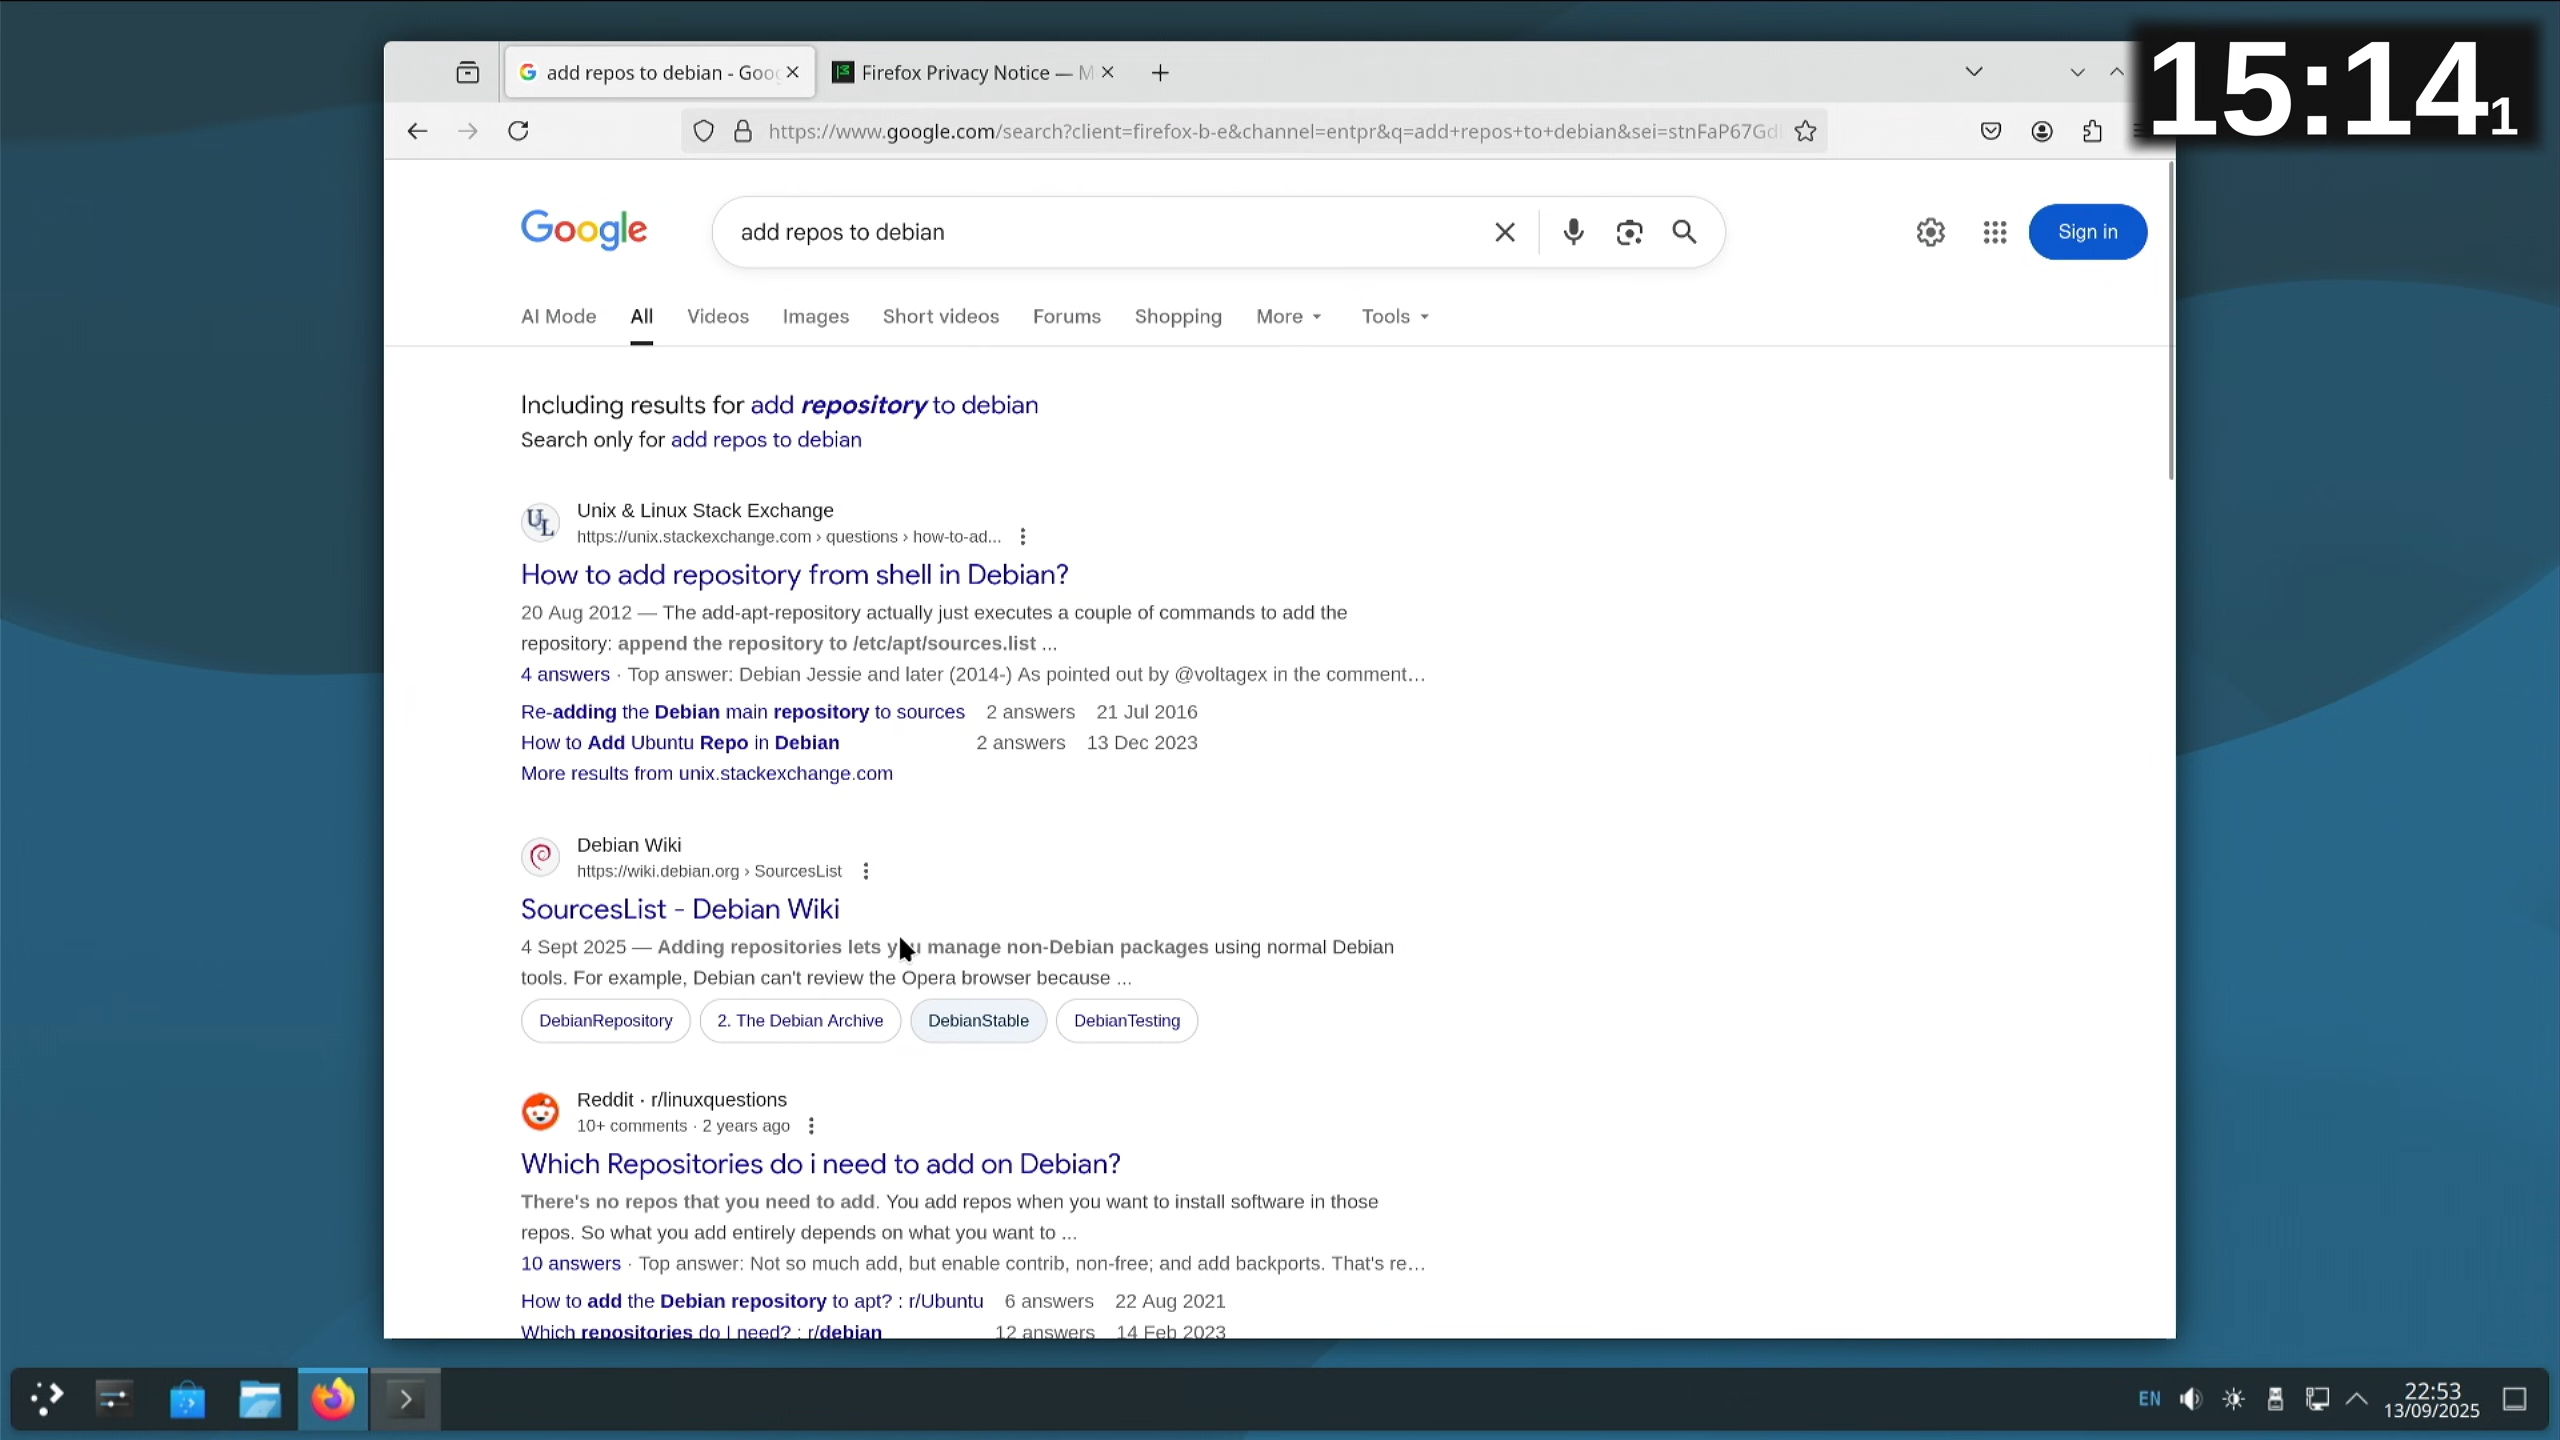 15:14 1
add repos to debian - Goo
Firefox Privacy Notice — M
https://www.google.com/search?client=firefox-b-e&channel=entpr&q=add+repos+to+debian&sei=stnFaP67Gd
Google
add repos to debian
Sign in
AI Mode
All
Videos
Images
Short videos
Forums
Shopping
More
Tools
Including results for add repository to debian
Search only for add repos to debian
Unix & Linux Stack Exchange
https://unix.stackexchange.com › questions › how-to-ad...
How to add repository from shell in Debian?
20 Aug 2012 — The add-apt-repository actually just executes a couple of commands to add the
repository: append the repository to /etc/apt/sources.list ...
4 answers · Top answer: Debian Jessie and later (2014-) As pointed out by @voltagex in the comment…
Re-adding the Debian main repository to sources 2 answers 21 Jul 2016
How to Add Ubuntu Repo in Debian 2 answers 13 Dec 2023
More results from unix.stackexchange.com
Debian Wiki
https://wiki.debian.org › SourcesList
SourcesList - Debian Wiki
4 Sept 2025 — Adding repositories lets you manage non-Debian packages using normal Debian
tools. For example, Debian can't review the Opera browser because ...
DebianRepository
2. The Debian Archive
DebianStable
DebianTesting
Reddit · r/linuxquestions
10+ comments · 2 years ago
Which Repositories do i need to add on Debian?
There's no repos that you need to add. You add repos when you want to install software in those
repos. So what you add entirely depends on what you want to ...
10 answers · Top answer: Not so much add, but enable contrib, non-free; and add backports. That's re…
How to add the Debian repository to apt? : r/Ubuntu 6 answers 22 Aug 2021
Which repositories do I need? : r/debian 12 answers 14 Feb 2023
EN
22:53
13/09/2025